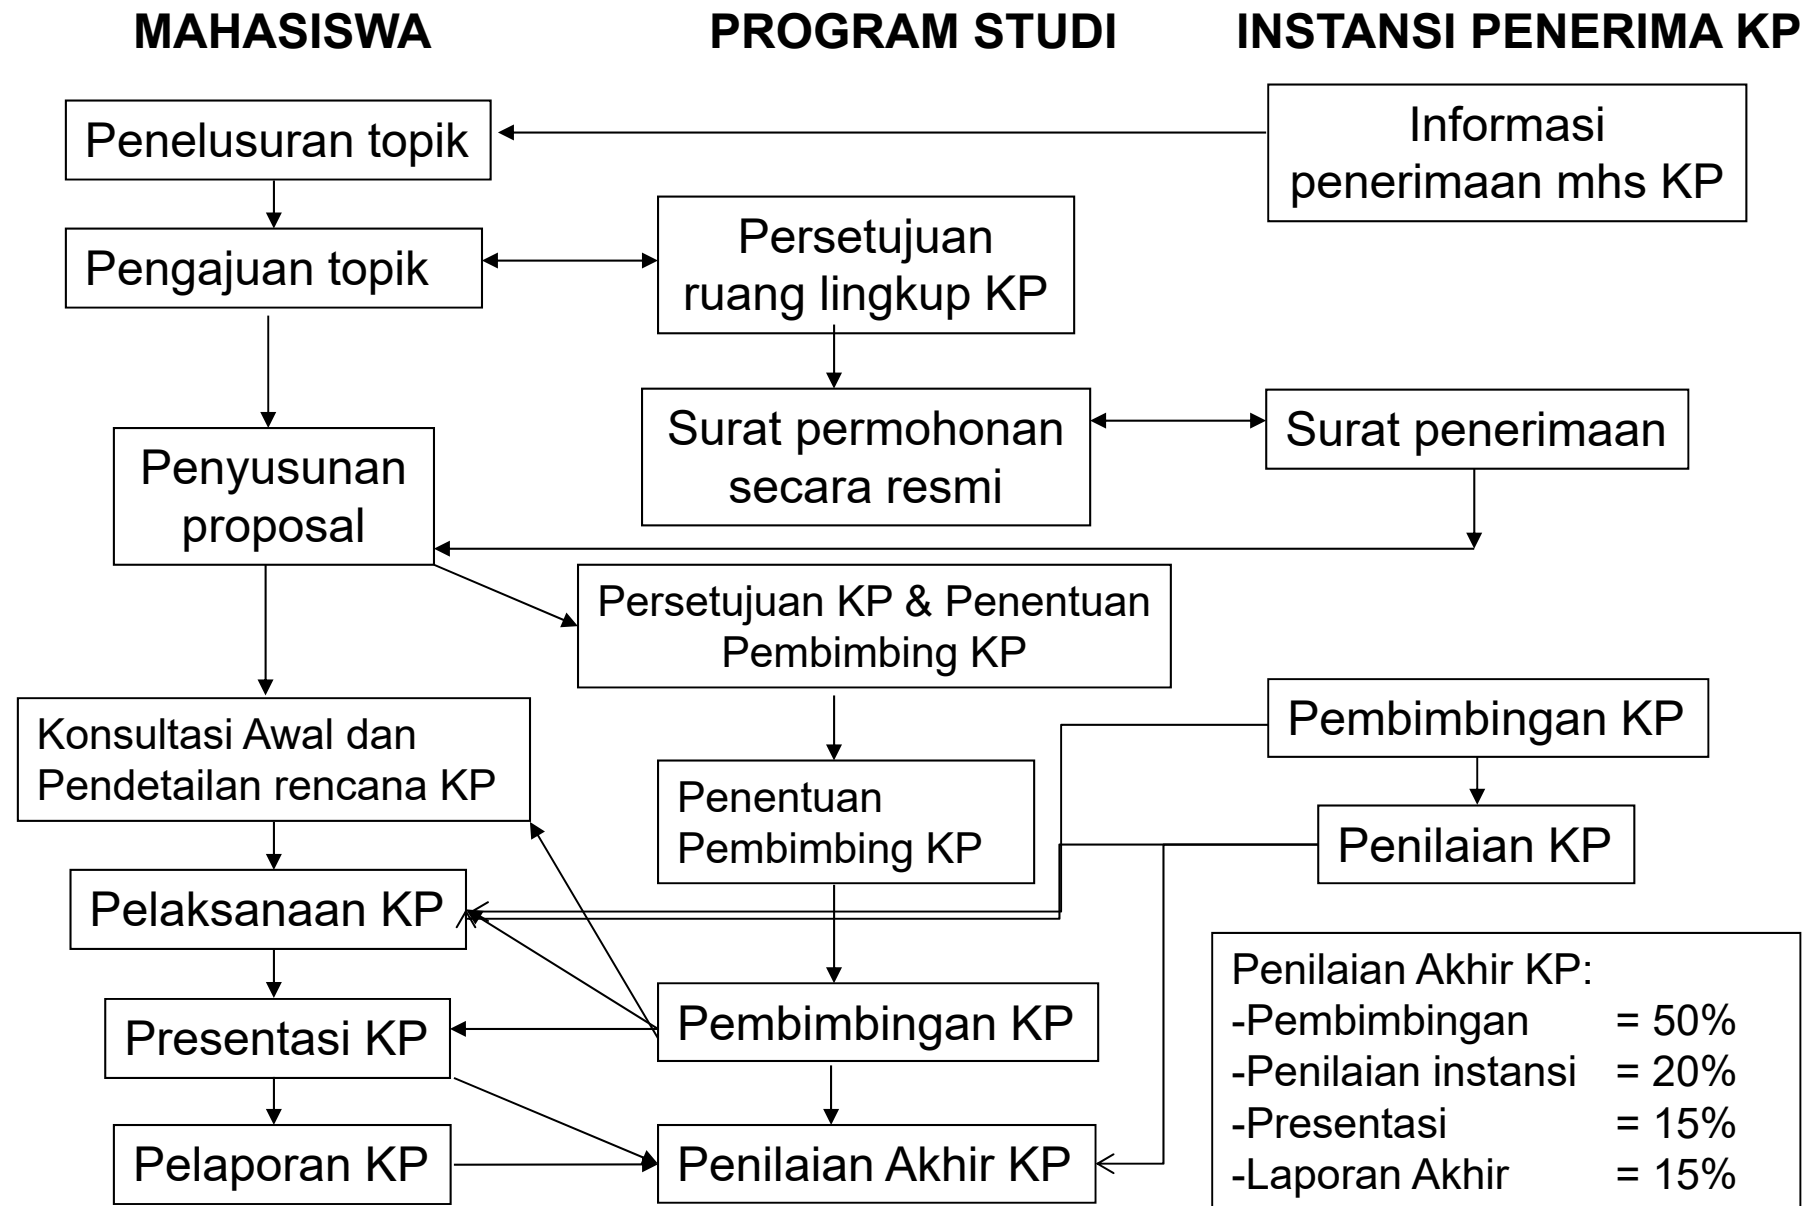 MAHASISWA
PROGRAM STUDI
INSTANSI PENERIMA KP
Penelusuran topik
Informasi
penerimaan mhs KP
Pengajuan topik
Persetujuan
ruang lingkup KP
Surat permohonan
secara resmi
Surat penerimaan
Penyusunan
proposal
Persetujuan KP & Penentuan
Pembimbing KP
Konsultasi Awal dan
Pendetailan rencana KP
Pembimbingan KP
Penentuan
Pembimbing KP
Penilaian KP
Pelaksanaan KP
Presentasi KP
Pembimbingan KP
Pelaporan KP
Penilaian Akhir KP
Penilaian Akhir KP:
-Pembimbingan = 50%
-Penilaian instansi = 20%
-Presentasi = 15%
-Laporan Akhir = 15%